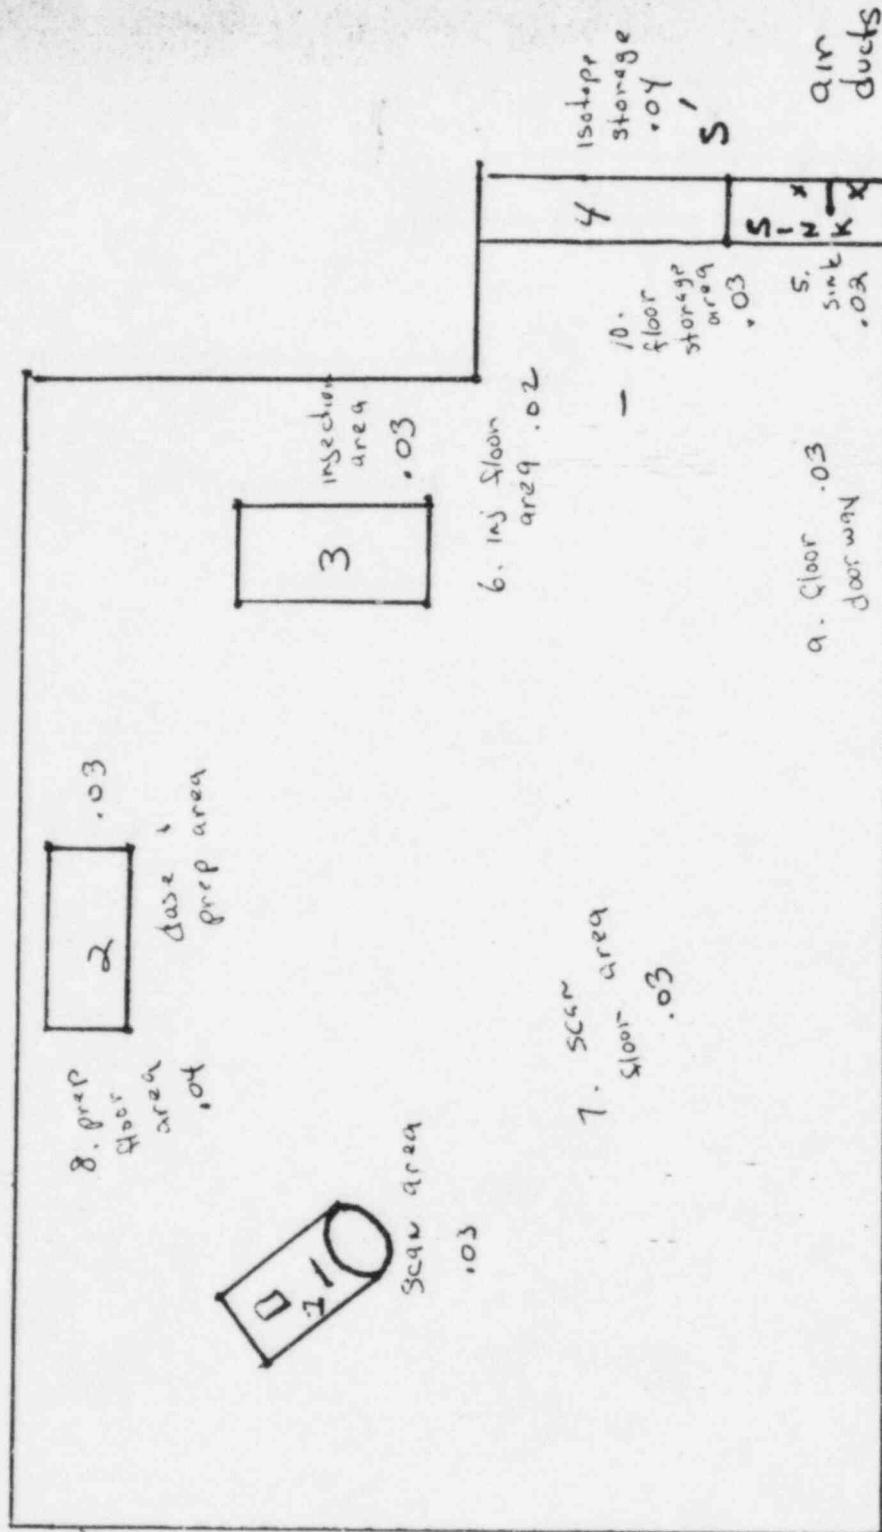 8. prep
floor
area
.04
2
.03
dose
prep area
1
Scan area
.03
3
injection
area
.03
6. inj floor
area .02
7. scan
floor area
.03
4
isotope
storage
.04
5'
10.
floor
storage
area
.03
SINK
x
x
5.
sink
.02
9. floor .03
doorway
air
ducts